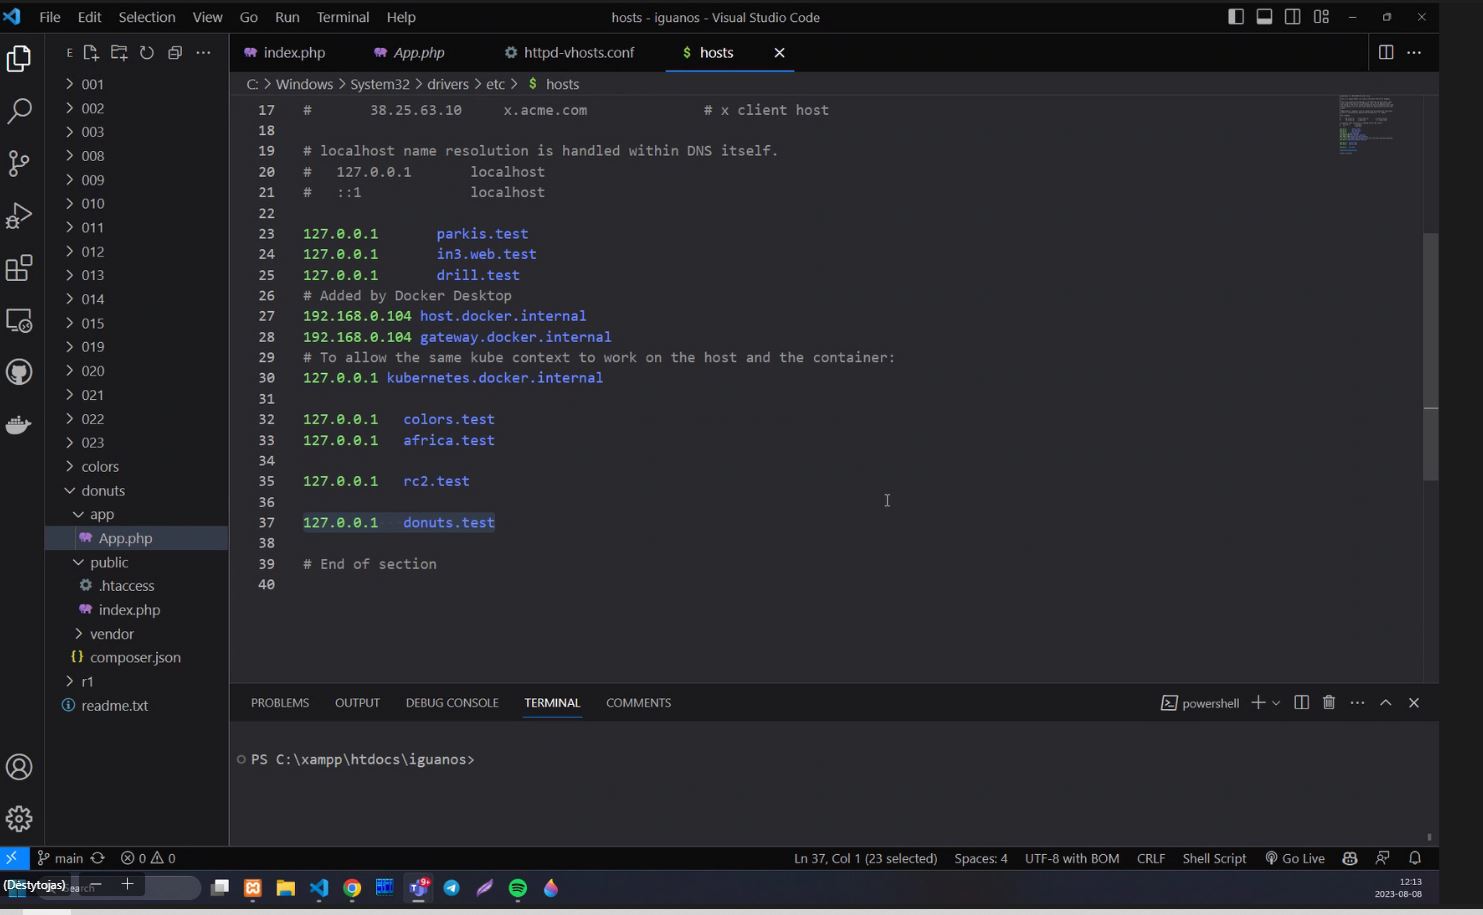 File Edit Selection View Go Run Terminal Help
hosts - iguanos - Visual Studio Code
E
index.php
App.php
httpd-vhosts.conf
$ hosts
C: > Windows > System32 > drivers > etc > $ hosts
001
002
003
008
009
010
011
012
013
014
015
019
020
021
022
023
colors
donuts
app
App.php
public
.htaccess
index.php
vendor
{} composer.json
r1
readme.txt
17 # 38.25.63.10 x.acme.com # x client host
18
19 # localhost name resolution is handled within DNS itself.
20 # 127.0.0.1 localhost
21 # ::1 localhost
22
23 127.0.0.1 parkis.test
24 127.0.0.1 in3.web.test
25 127.0.0.1 drill.test
26 # Added by Docker Desktop
27 192.168.0.104 host.docker.internal
28 192.168.0.104 gateway.docker.internal
29 # To allow the same kube context to work on the host and the container:
30 127.0.0.1 kubernetes.docker.internal
31
32 127.0.0.1 colors.test
33 127.0.0.1 africa.test
34
35 127.0.0.1 rc2.test
36
37 127.0.0.1 donuts.test
38
39 # End of section
40
PROBLEMS OUTPUT DEBUG CONSOLE TERMINAL COMMENTS
powershell
PS C:\xampp\htdocs\iguanos>
main 0 0
Ln 37, Col 1 (23 selected) Spaces: 4 UTF-8 with BOM CRLF Shell Script Go Live
(Dėstytojas)
Search
9+
12:13
2023-08-08